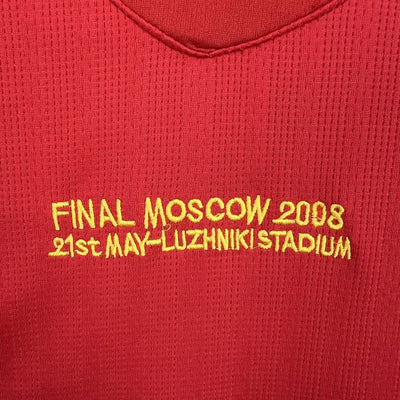 FINAL MOSCOW 2008
21st MAY-LUZHNIKI STADIUM